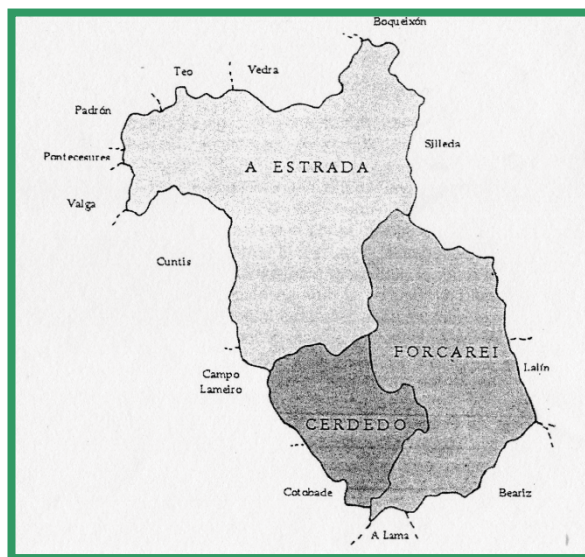 Boqueixón
Teo
Vedra
Padrón
Silleda
Pontecesures
A ESTRADA
Valga
Cuntis
FORCAREI
Lalín
Campo
Lameiro
CERDEDO
Cotobade
Beariz
A Lama